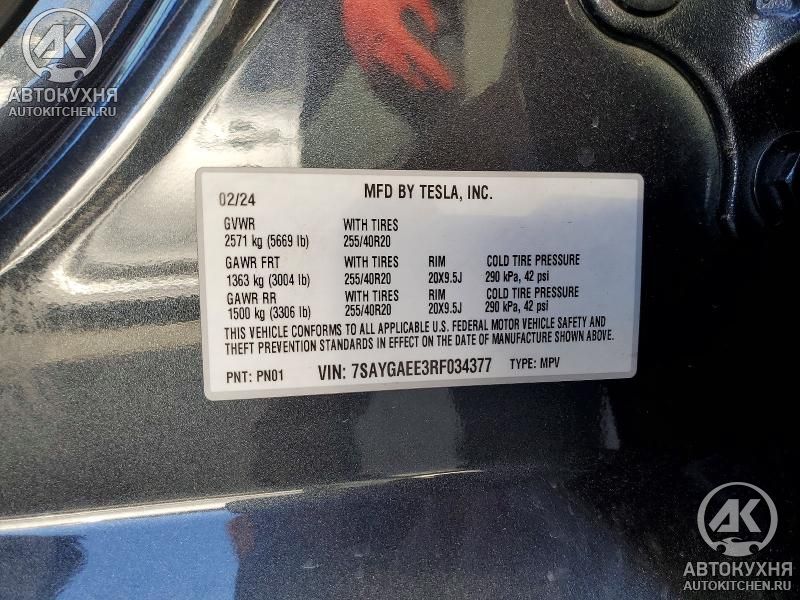 AK
АВТОКУХНЯ
AUTOKITCHEN.RU
02/24 MFD BY TESLA, INC.
GVWR WITH TIRES
2571 kg (5669 lb) 255/40R20
GAWR FRT WITH TIRES RIM COLD TIRE PRESSURE
1363 kg (3004 lb) 255/40R20 20X9.5J 290 kPa, 42 psi
GAWR RR WITH TIRES RIM COLD TIRE PRESSURE
1500 kg (3306 lb) 255/40R20 20X9.5J 290 kPa, 42 psi
THIS VEHICLE CONFORMS TO ALL APPLICABLE U.S. FEDERAL MOTOR VEHICLE SAFETY AND
THEFT PREVENTION STANDARDS IN EFFECT ON THE DATE OF MANUFACTURE SHOWN ABOVE.
PNT: PN01 VIN: 7SAYGAEE3RF034377 TYPE: MPV
AK
АВТОКУХНЯ
AUTOKITCHEN.RU